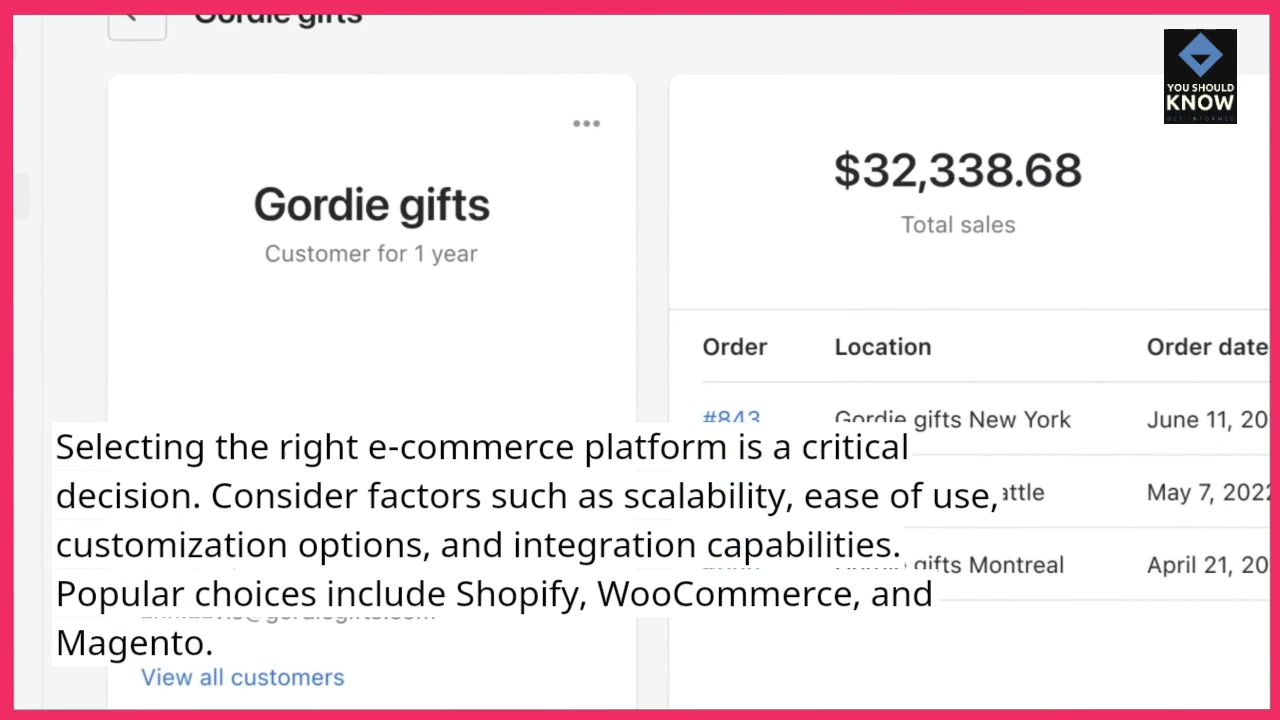 Gordie gifts
YOU SHOULD
KNOW
GET INFORMED
Gordie gifts
Customer for 1 year
$32,338.68
Total sales
Order Location Order date
#843 Gordie gifts New York June 11, 20
May 7, 2022
gifts Montreal April 21, 20
Selecting the right e-commerce platform is a critical
decision. Consider factors such as scalability, ease of use,
customization options, and integration capabilities.
Popular choices include Shopify, WooCommerce, and
Magento.
View all customers